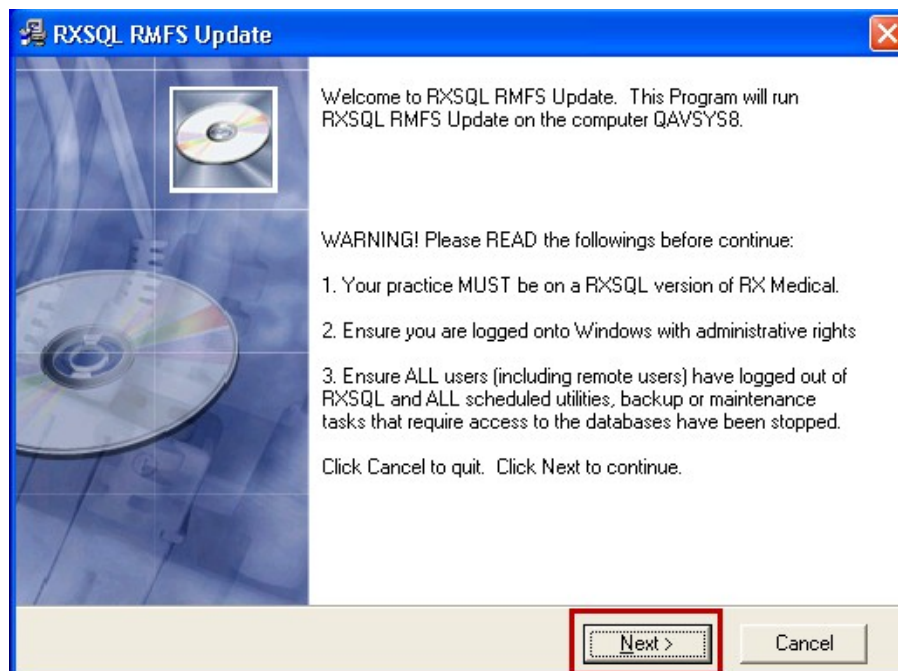 RXSQL RMFS Update
Welcome to RXSQL RMFS Update.  This Program will run
RXSQL RMFS Update on the computer QAVSYS8.
WARNING! Please READ the followings before continue:
1. Your practice MUST be on a RXSQL version of RX Medical.
2. Ensure you are logged onto Windows with administrative rights
3. Ensure ALL users (including remote users) have logged out of
RXSQL and ALL scheduled utilities, backup or maintenance
tasks that require access to the databases have been stopped.
Click Cancel to quit.  Click Next to continue.
Next >
Cancel